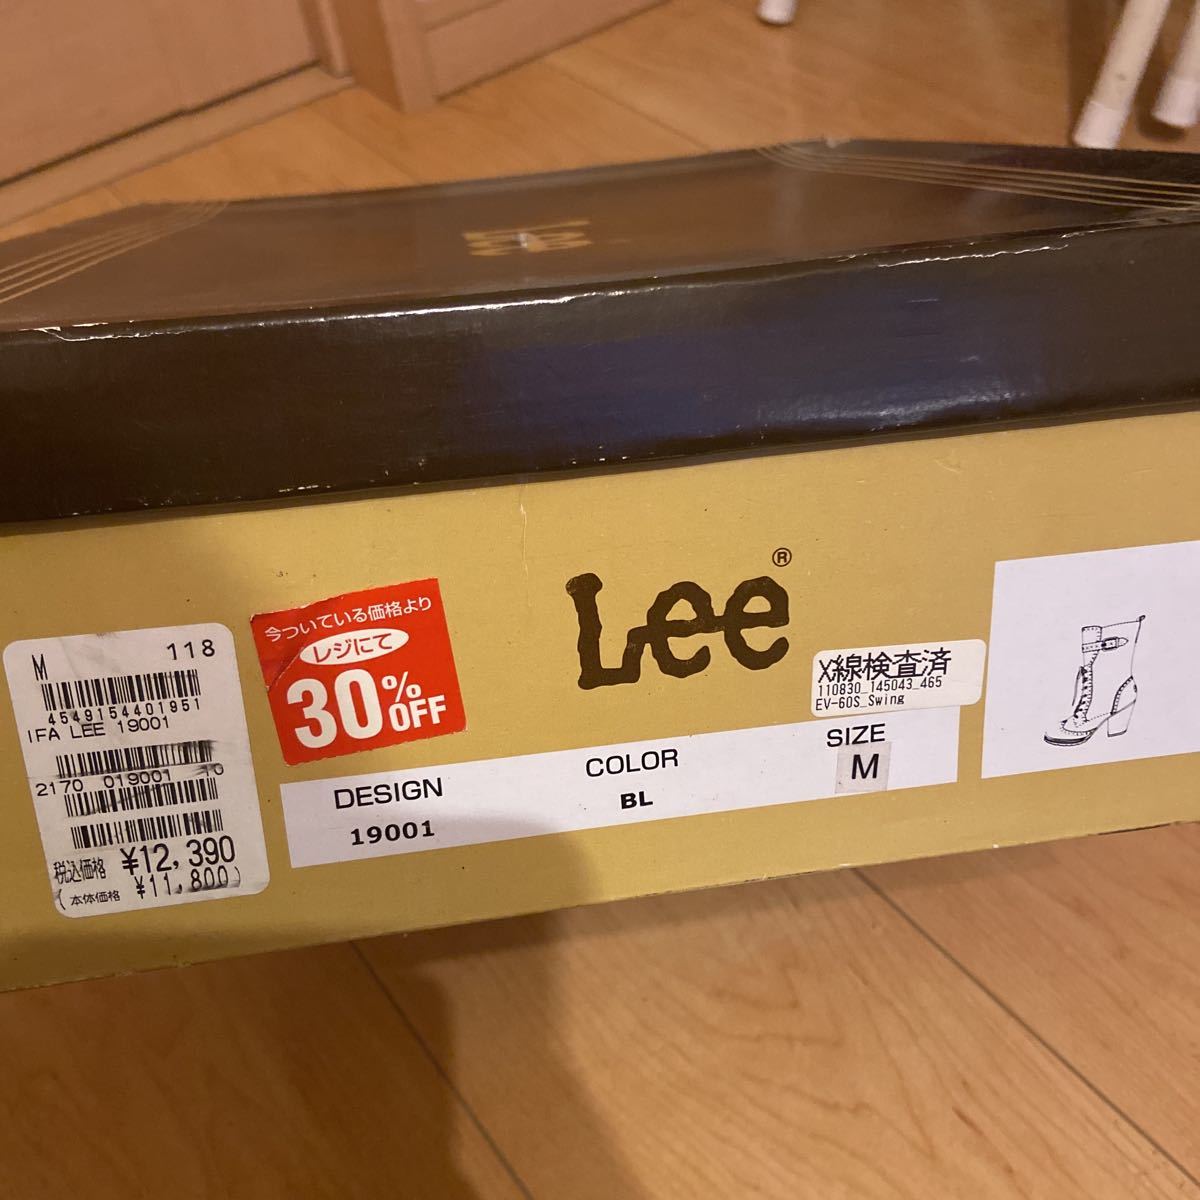 Lee
®
M 118
4549154401951
IFA LEE 19001
2170 019001 10
税込価格 ¥12,390
(本体価格 ¥11,800)
今ついている価格より
レジにて
30%OFF
X線検査済
110830_145043_465
EV-60S_Swing
DESIGN COLOR SIZE
19001 BL M